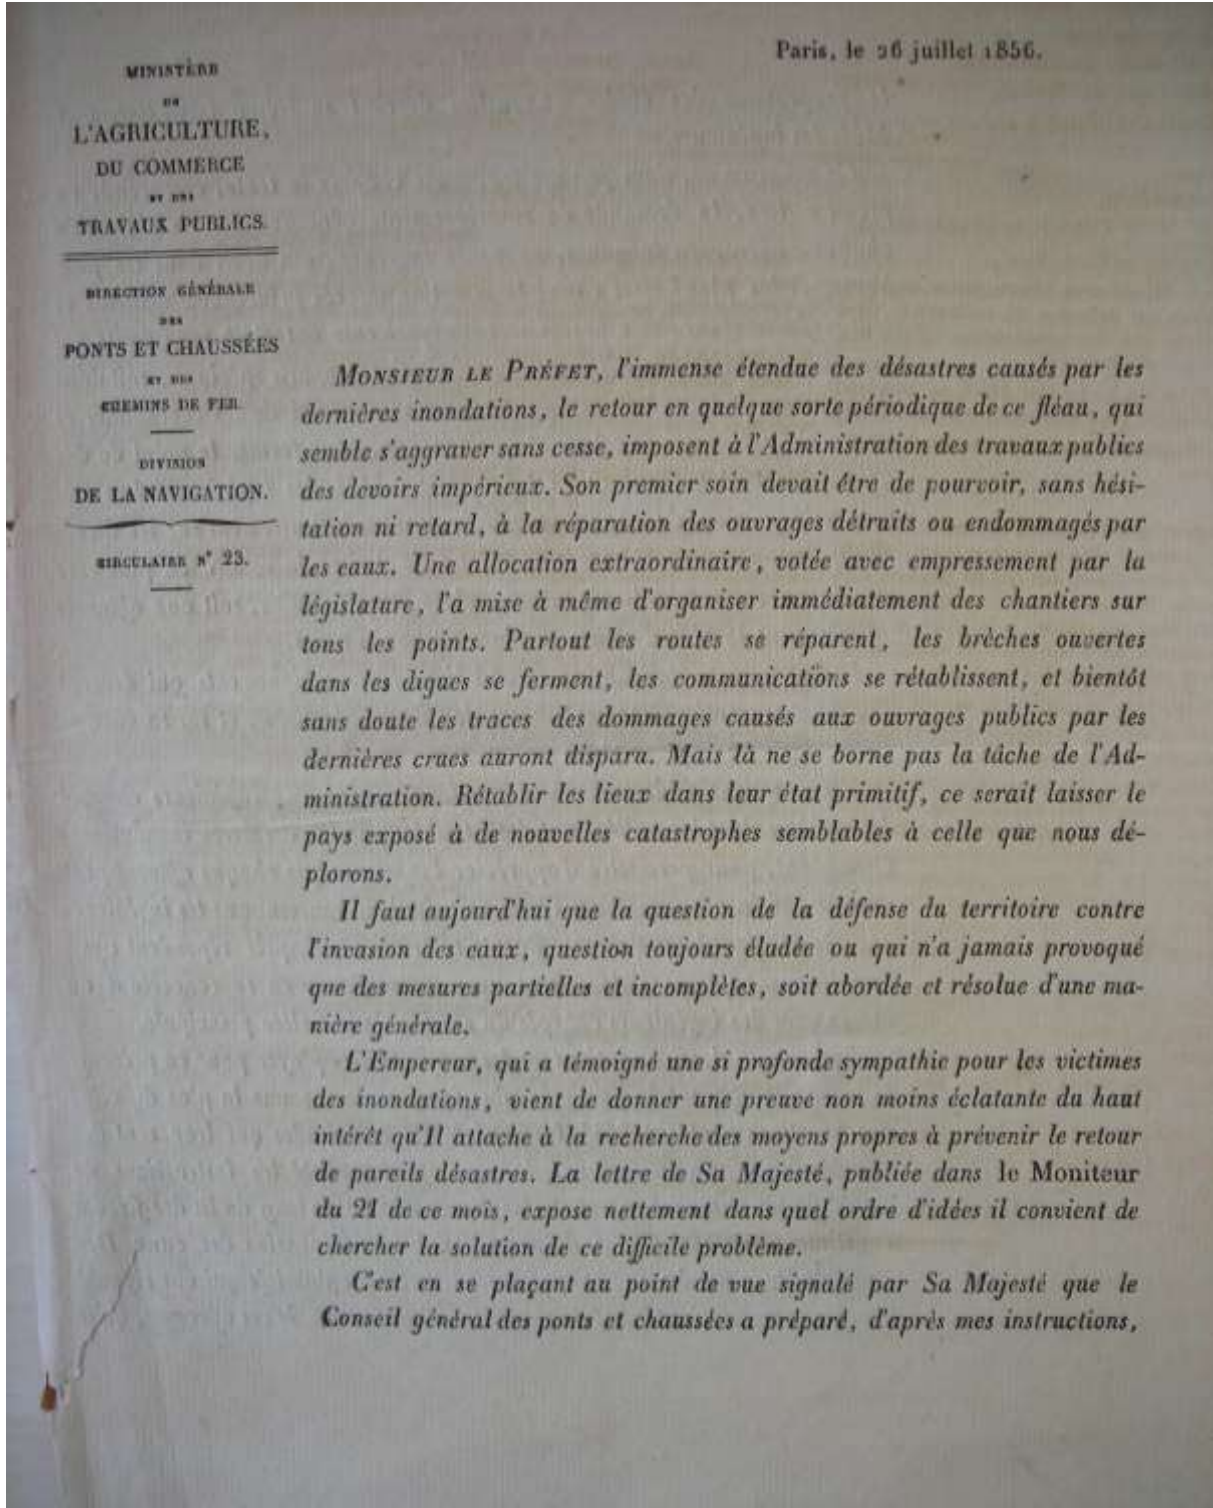 Paris, le 26 juillet 1856.
MINISTÈRE
DE
L'AGRICULTURE,
DU COMMERCE
ET DES
TRAVAUX PUBLICS.
DIRECTION GÉNÉRALE
DES
PONTS ET CHAUSSÉES
ET DES
CHEMINS DE FER.
DIVISION
DE LA NAVIGATION.
CIRCULAIRE N° 23.
MONSIEUR LE PRÉFET, l'immense étendue des désastres causés par les
dernières inondations, le retour en quelque sorte périodique de ce fléau, qui
semble s'aggraver sans cesse, imposent à l'Administration des travaux publics
des devoirs impérieux. Son premier soin devait être de pourvoir, sans hési-
tation ni retard, à la réparation des ouvrages détruits ou endommagés par
les eaux. Une allocation extraordinaire, votée avec empressement par la
législature, l'a mise à même d'organiser immédiatement des chantiers sur
tous les points. Partout les routes se réparent, les brèches ouvertes
dans les digues se ferment, les communications se rétablissent, et bientôt
sans doute les traces des dommages causés aux ouvrages publics par les
dernières crues auront disparu. Mais là ne se borne pas la tâche de l'Ad-
ministration. Rétablir les lieux dans leur état primitif, ce serait laisser le
pays exposé à de nouvelles catastrophes semblables à celle que nous dé-
plorons.
Il faut aujourd'hui que la question de la défense du territoire contre
l'invasion des eaux, question toujours éludée ou qui n'a jamais provoqué
que des mesures partielles et incomplètes, soit abordée et résolue d'une ma-
nière générale.
L'Empereur, qui a témoigné une si profonde sympathie pour les victimes
des inondations, vient de donner une preuve non moins éclatante du haut
intérêt qu'Il attache à la recherche des moyens propres à prévenir le retour
de pareils désastres. La lettre de Sa Majesté, publiée dans le Moniteur
du 21 de ce mois, expose nettement dans quel ordre d'idées il convient de
chercher la solution de ce difficile problème.
C'est en se plaçant au point de vue signalé par Sa Majesté que le
Conseil général des ponts et chaussées a préparé, d'après mes instructions,